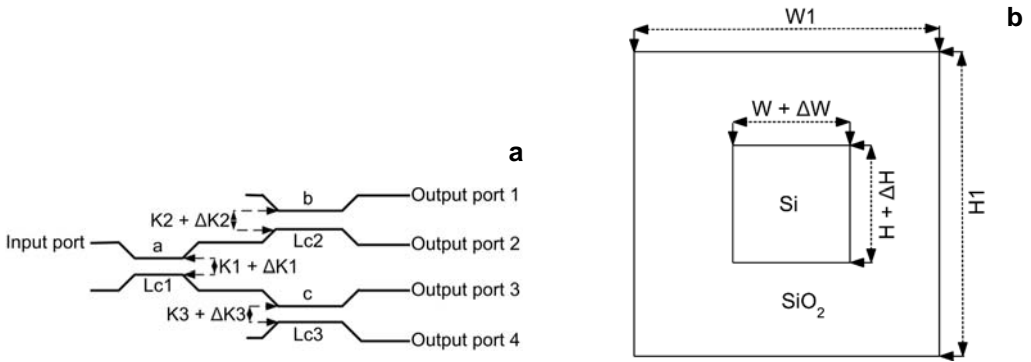 a
b
Output port 1
K2 + ΔK2
Lc2
Output port 2
Input port
a
K1 + ΔK1
Lc1
c
Output port 3
K3 + ΔK3
Lc3
Output port 4
b
W1
W + ΔW
H + ΔH
H1
Si
SiO₂